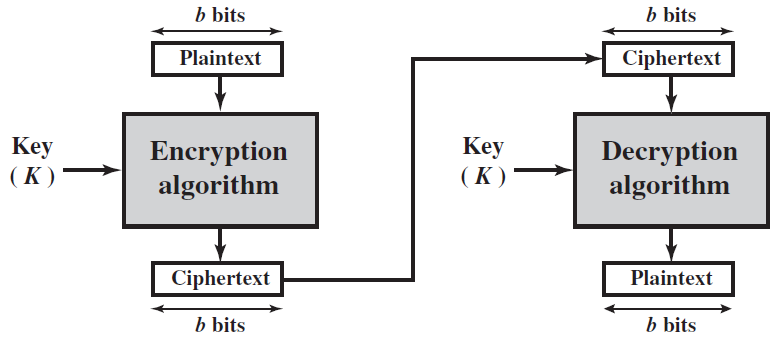 b bits
Plaintext
Key
( K )
Encryption
algorithm
Ciphertext
b bits
b bits
Ciphertext
Key
( K )
Decryption
algorithm
Plaintext
b bits